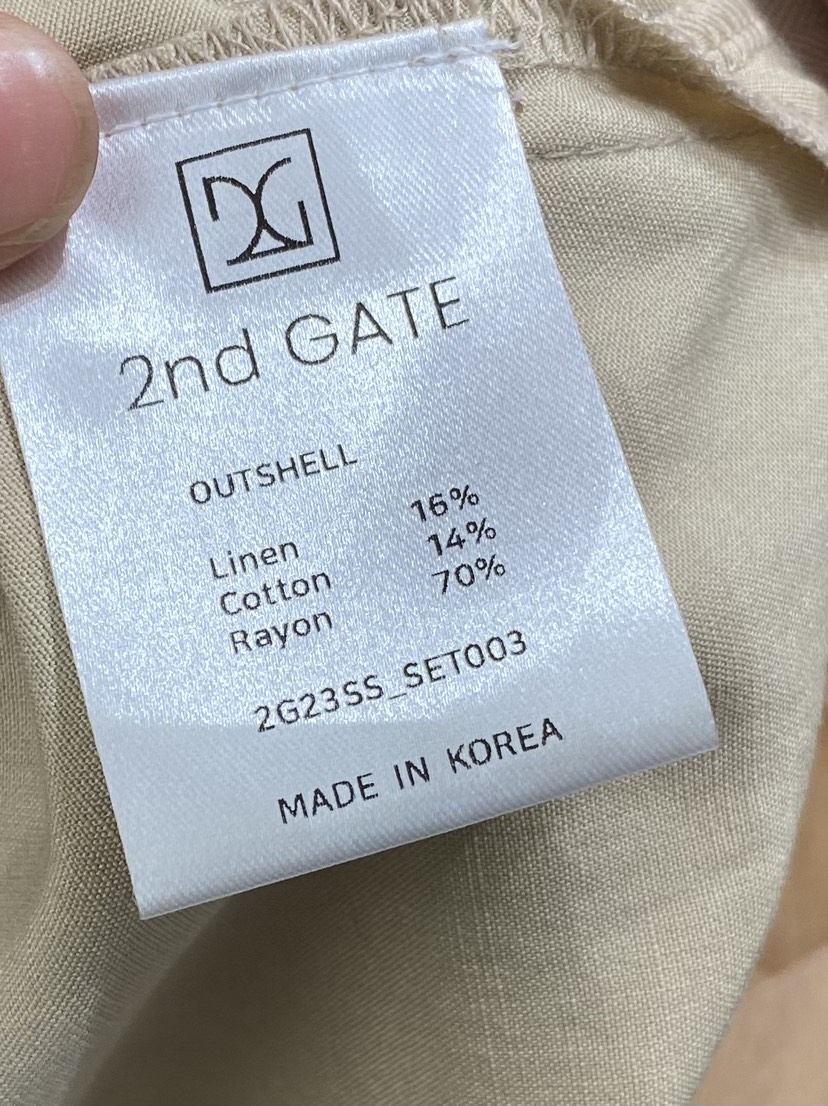 2nd GATE
OUTSHELL
Linen 16%
Cotton 14%
Rayon 70%
2G23SS_SET003
MADE IN KOREA